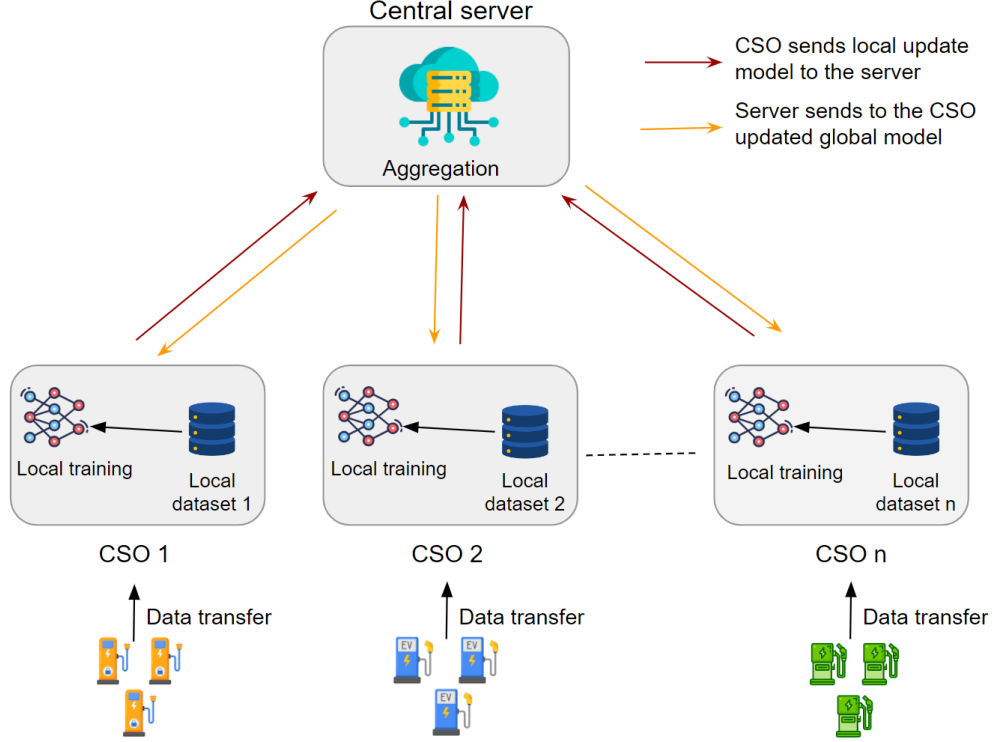 Central server
CSO sends local update
model to the server
Server sends to the CSO
updated global model
Aggregation
Local training
Local
dataset 1
Local training
Local
dataset 2
Local training
Local
dataset n
CSO 1
CSO 2
CSO n
Data transfer
Data transfer
Data transfer
EV
EV
EV